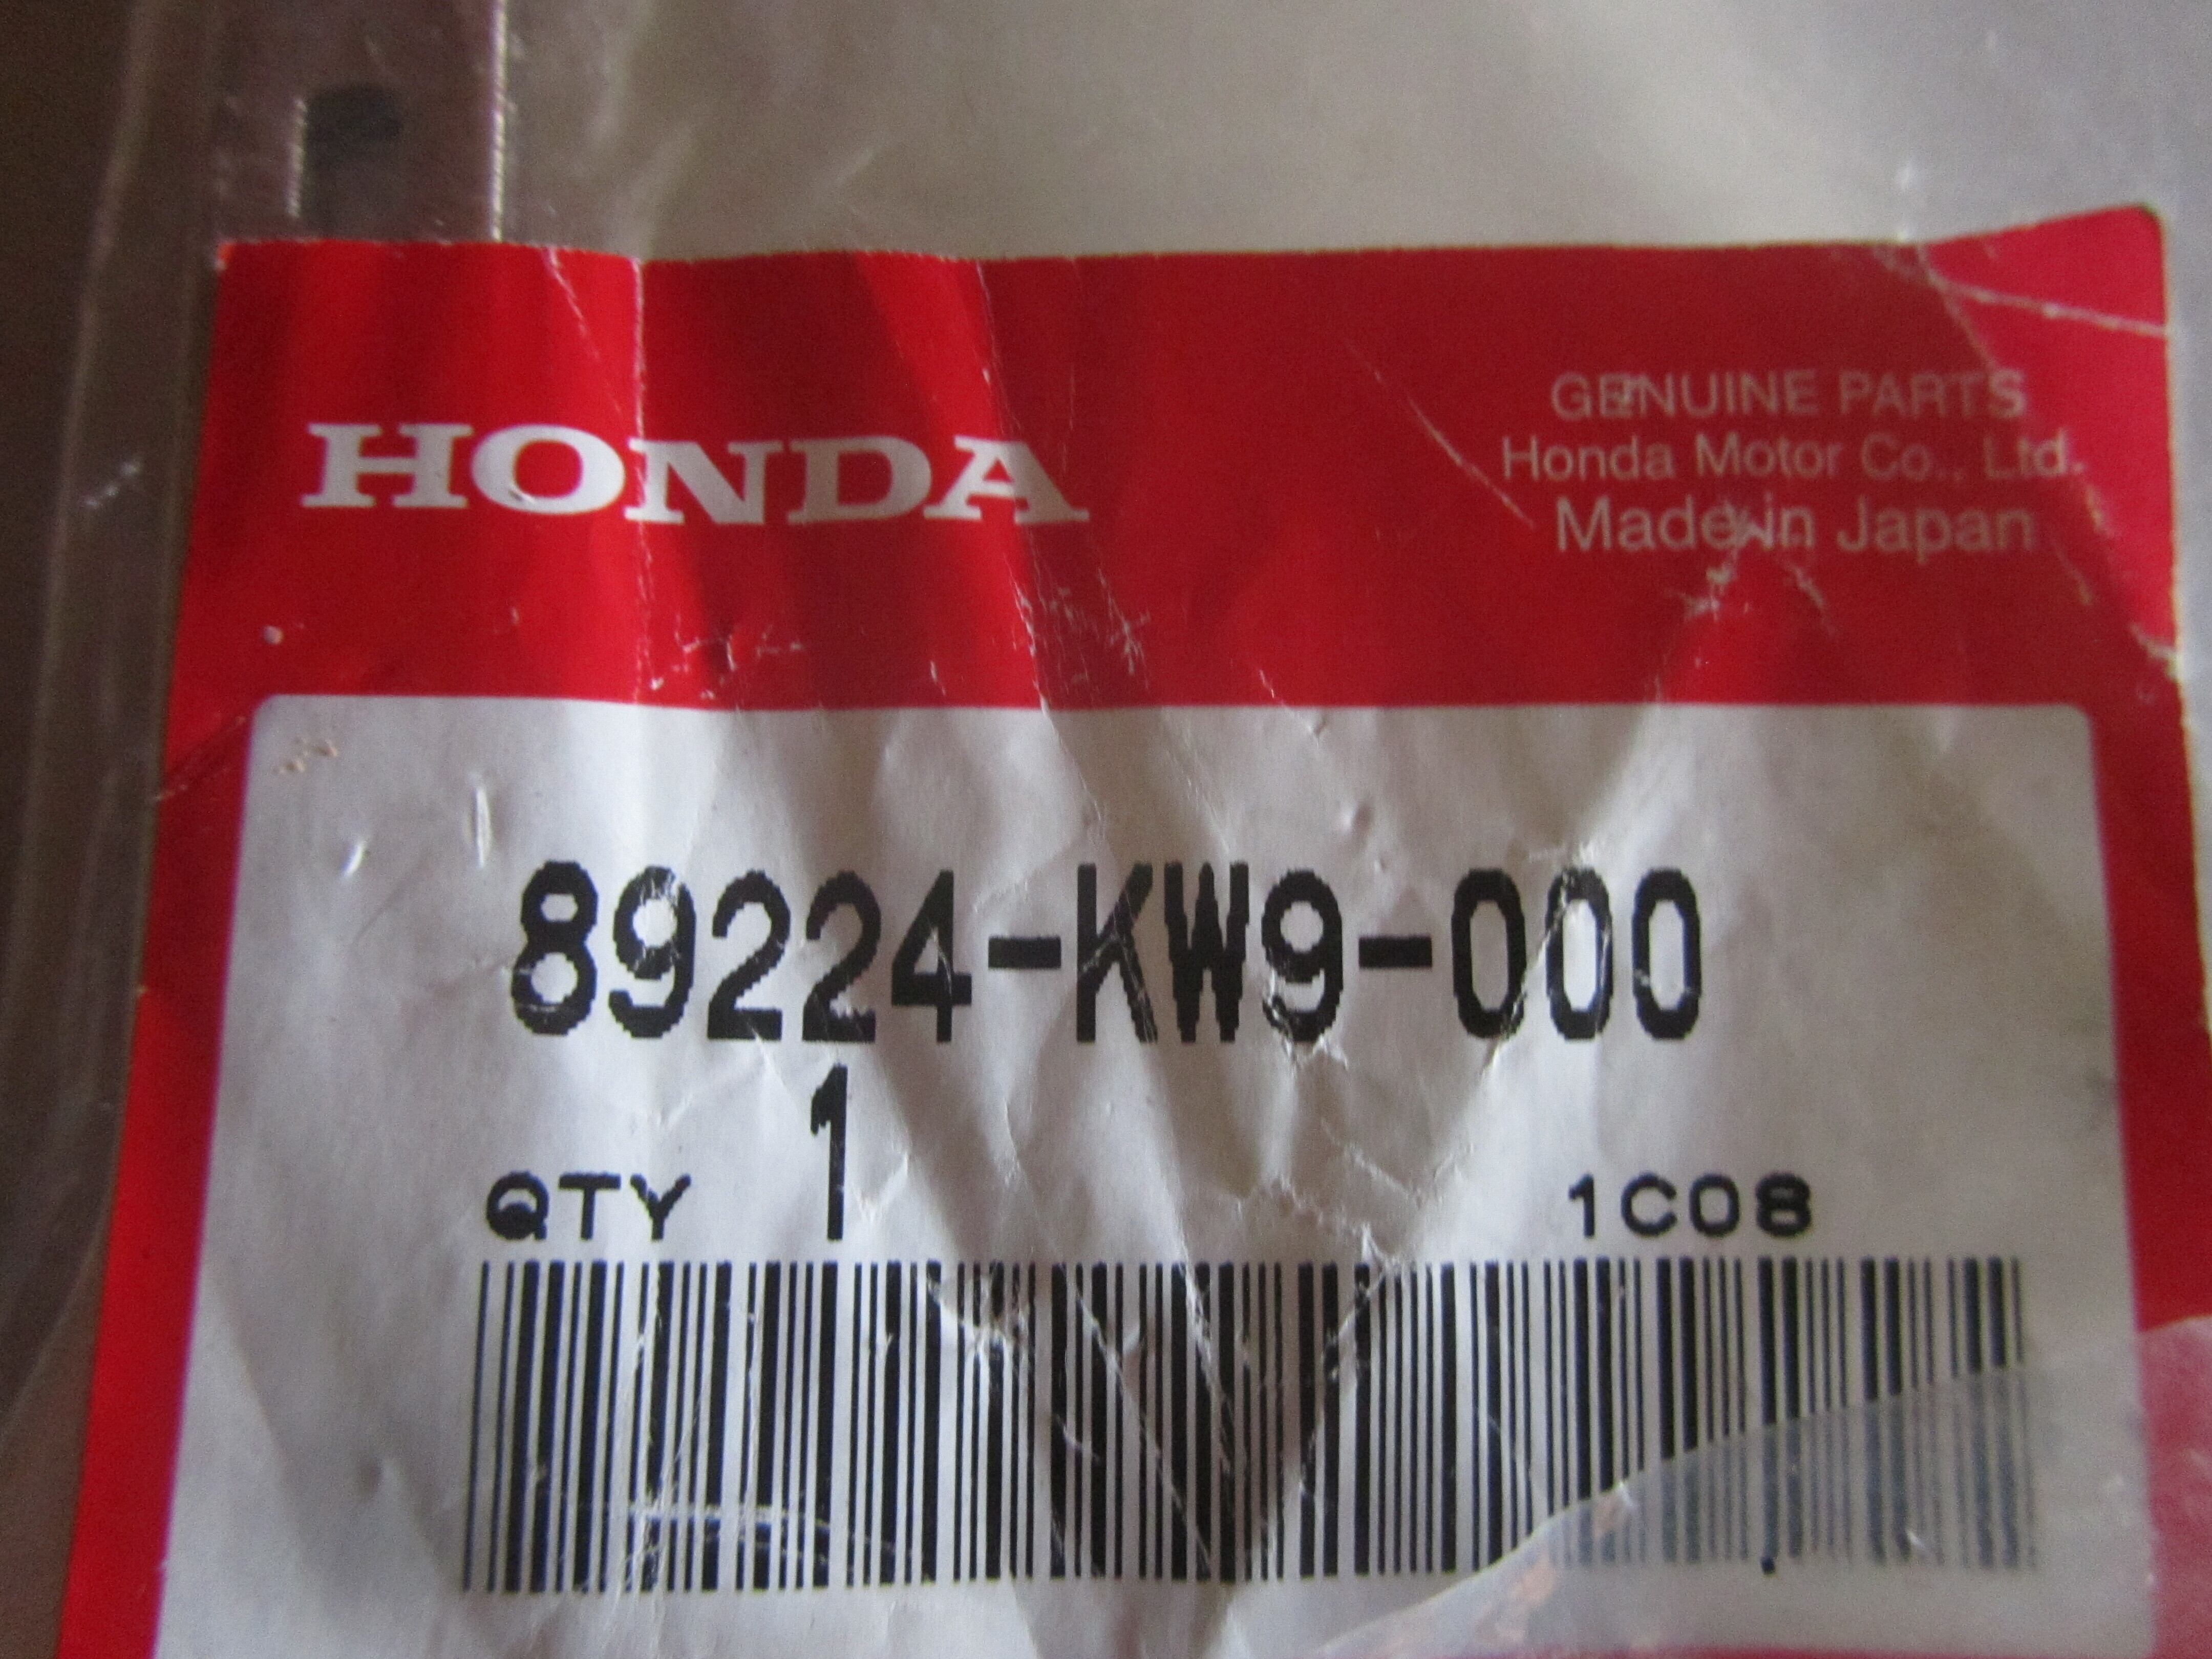 HONDA
GENUINE PARTS
Honda Motor Co., Ltd.
Made in Japan
89224-KW9-000
QTY 1 1C08